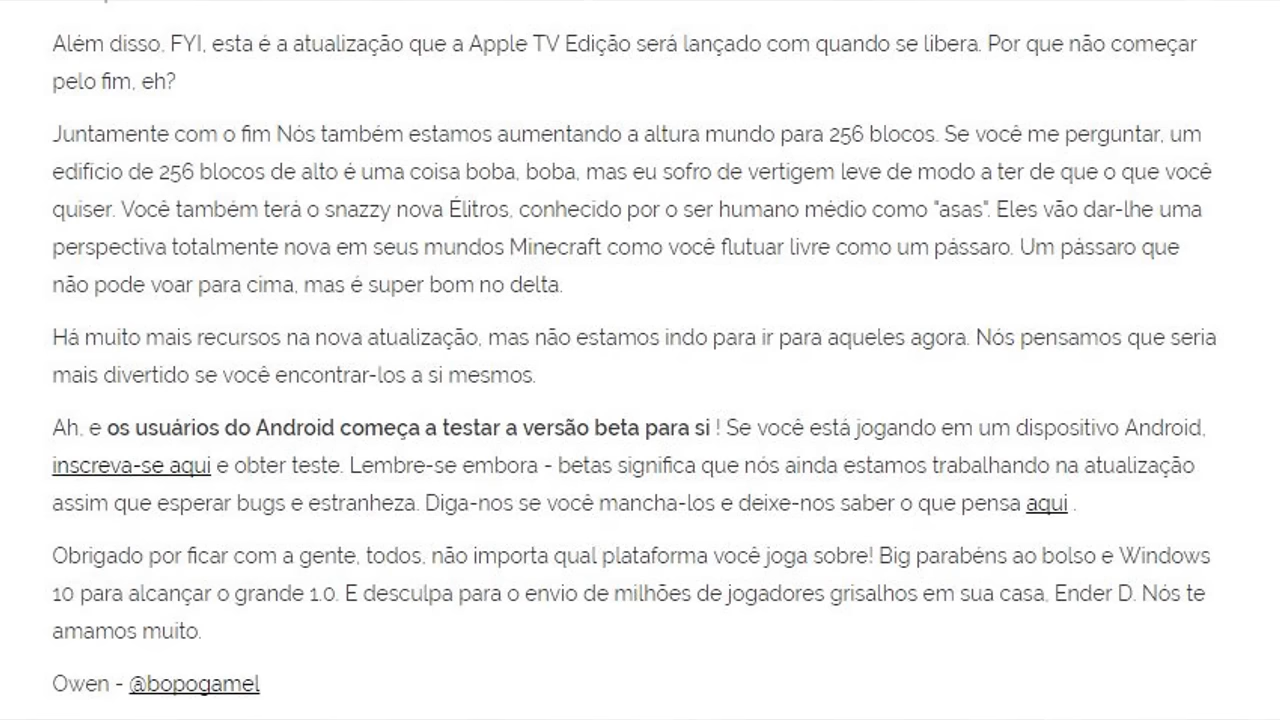 Além disso, FYI, esta é a atualização que a Apple TV Edição será lançado com quando se libera. Por que não começar
pelo fim, eh?
Juntamente com o fim Nós também estamos aumentando a altura mundo para 256 blocos. Se você me perguntar, um
edifício de 256 blocos de alto é uma coisa boba, boba, mas eu sofro de vertigem leve de modo a ter de que o que você
quiser. Você também terá o snazzy nova Élitros, conhecido por o ser humano médio como "asas". Eles vão dar-lhe uma
perspectiva totalmente nova em seus mundos Minecraft como você flutuar livre como um pássaro. Um pássaro que
não pode voar para cima, mas é super bom no delta.
Há muito mais recursos na nova atualização, mas não estamos indo para ir para aqueles agora. Nós pensamos que seria
mais divertido se você encontrar-los a si mesmos.
Ah, e os usuários do Android começa a testar a versão beta para si ! Se você está jogando em um dispositivo Android,
inscreva-se aqui e obter teste. Lembre-se embora - betas significa que nós ainda estamos trabalhando na atualização
assim que esperar bugs e estranheza. Diga-nos se você mancha-los e deixe-nos saber o que pensa aqui .
Obrigado por ficar com a gente, todos, não importa qual plataforma você joga sobre! Big parabéns ao bolso e Windows
10 para alcançar o grande 1.0. E desculpa para o envio de milhões de jogadores grisalhos em sua casa, Ender D. Nós te
amamos muito.
Owen - @bopogamel